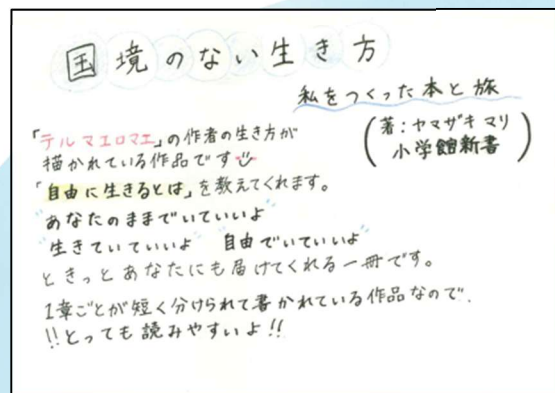 国境のない生き方
私をつくった本と旅
(著：ヤマザキマリ
小学館新書)
「テルマエロマエ」の作者の生き方が
描かれている作品です
「自由に生きるとは」を教えてくれます。
"あなたのままでいていいよ"
"生きていていいよ" "自由でいていいよ"
ときっとあなたにも届けてくれる一冊です。
1章ごとが短く分けられて書かれている作品なので、
!!とっても読みやすいよ!!